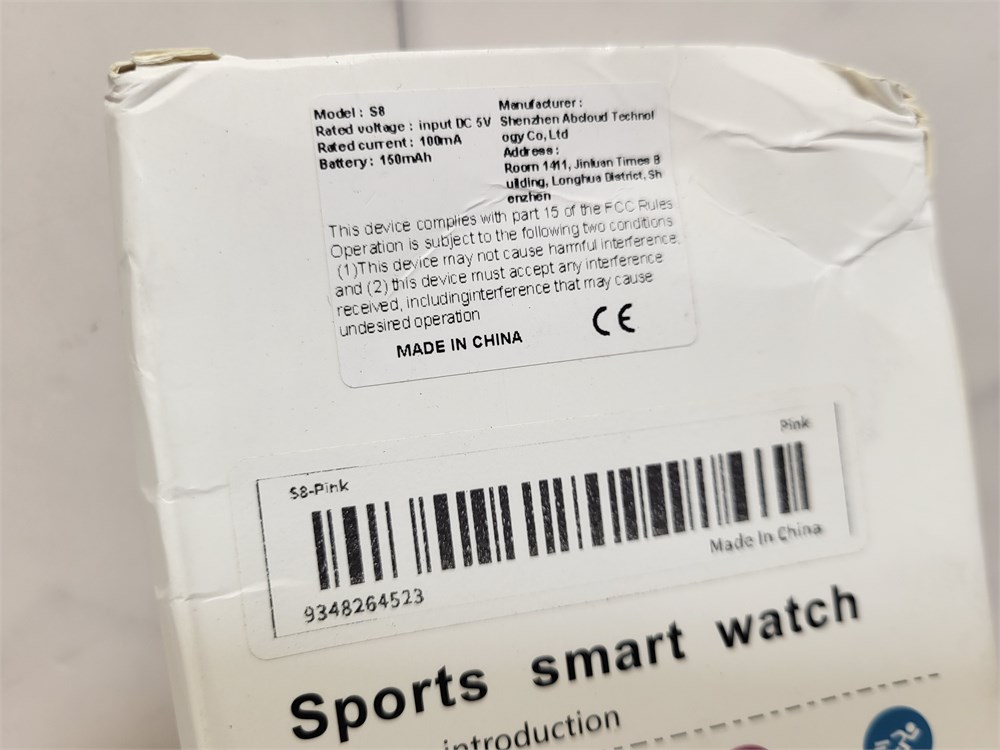 Model : S8
Rated voltage : input DC 5V
Rated current : 100mA
Battery : 150mAh
Manufacturer :
Shenzhen Abcloud Technol
ogy Co, Ltd
Address :
Room 1411, Jinluan Times B
uilding, Longhua District, Sh
enzhen
This device complies with part 15 of the FCC Rules
Operation is subject to the following two conditions
(1)This device may not cause harmful interference,
and (2) this device must accept any interference
received, includinginterference that may cause
undesired operation
MADE IN CHINA
CE
Pink
S8-Pink
9348264523
Made In China
Sports smart watch
introduction